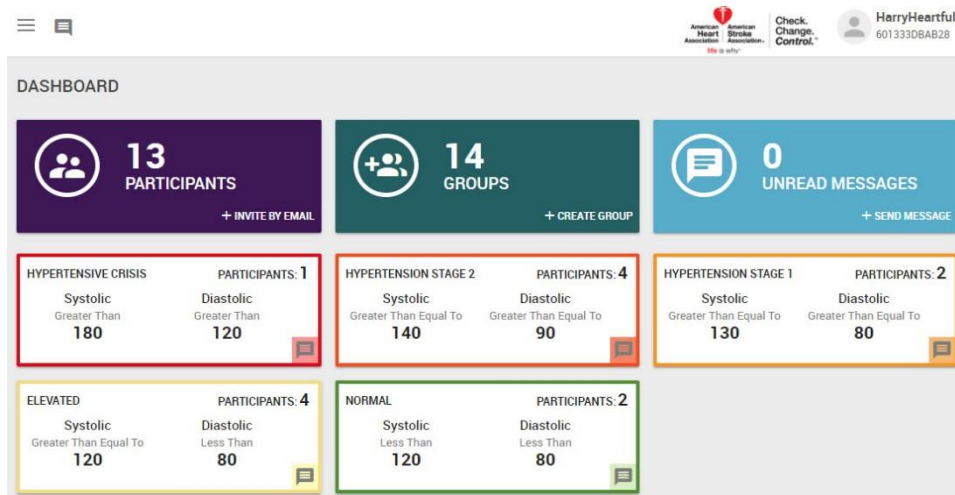 American Heart Association
American Stroke Association®
life is why™
Check. Change. Control.™
HarryHeartful
601333DBAB28
DASHBOARD
13
PARTICIPANTS
+ INVITE BY EMAIL
14
GROUPS
+ CREATE GROUP
0
UNREAD MESSAGES
+ SEND MESSAGE
HYPERTENSIVE CRISIS PARTICIPANTS: 1
Systolic Diastolic
Greater Than Greater Than
180 120
HYPERTENSION STAGE 2 PARTICIPANTS: 4
Systolic Diastolic
Greater Than Equal To Greater Than Equal To
140 90
HYPERTENSION STAGE 1 PARTICIPANTS: 2
Systolic Diastolic
Greater Than Equal To Greater Than Equal To
130 80
ELEVATED PARTICIPANTS: 4
Systolic Diastolic
Greater Than Equal To Less Than
120 80
NORMAL PARTICIPANTS: 2
Systolic Diastolic
Less Than Less Than
120 80